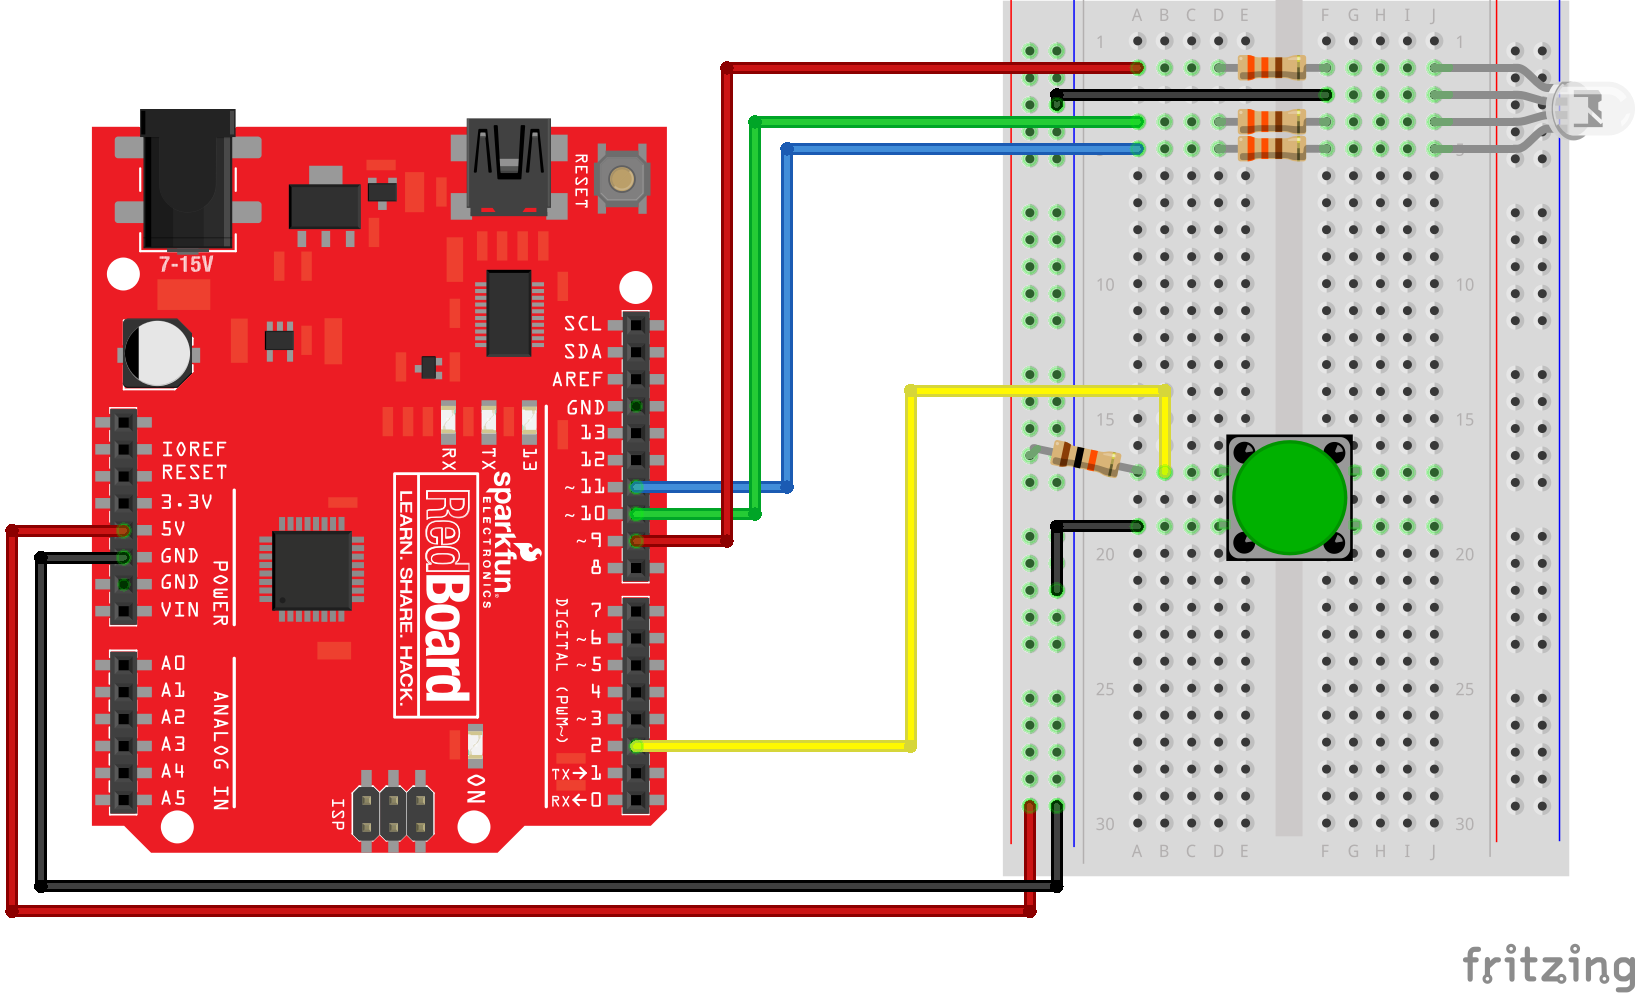 A B C D E F G H I J
1 1
5
10 10
15 15
20 20
25 25
30 30
A B C D E F G H I J
7-15V
RESET
SCL
SDA
AREF
GND
13
12
~11
~10
~9
8
7
~6
~5
4
~3
2
TX→1
RX←0
DIGITAL (PWM~)
IOREF
RESET
3.3V
5V
GND
GND
VIN
POWER
A0
A1
A2
A3
A4
A5
ANALOG IN
RX
TX
13
sparkfun
ELECTRONICS
RedBoard
LEARN. SHARE. HACK.
ON
ISP
fritzing